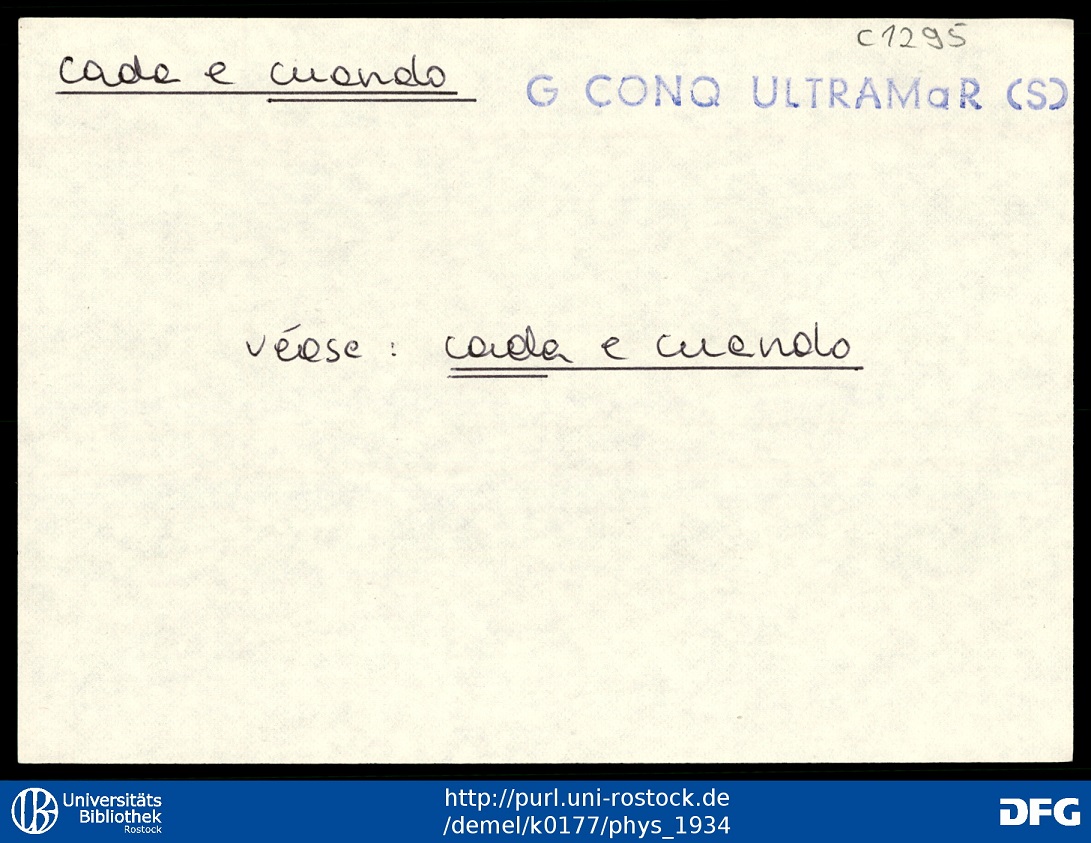 c1295
cada e cuando G CONQ ULTRAMaR (S)
véase : cada e cuando
Universitäts
Bibliothek
Rostock
http://purl.uni-rostock.de
/demel/k0177/phys_1934
DFG